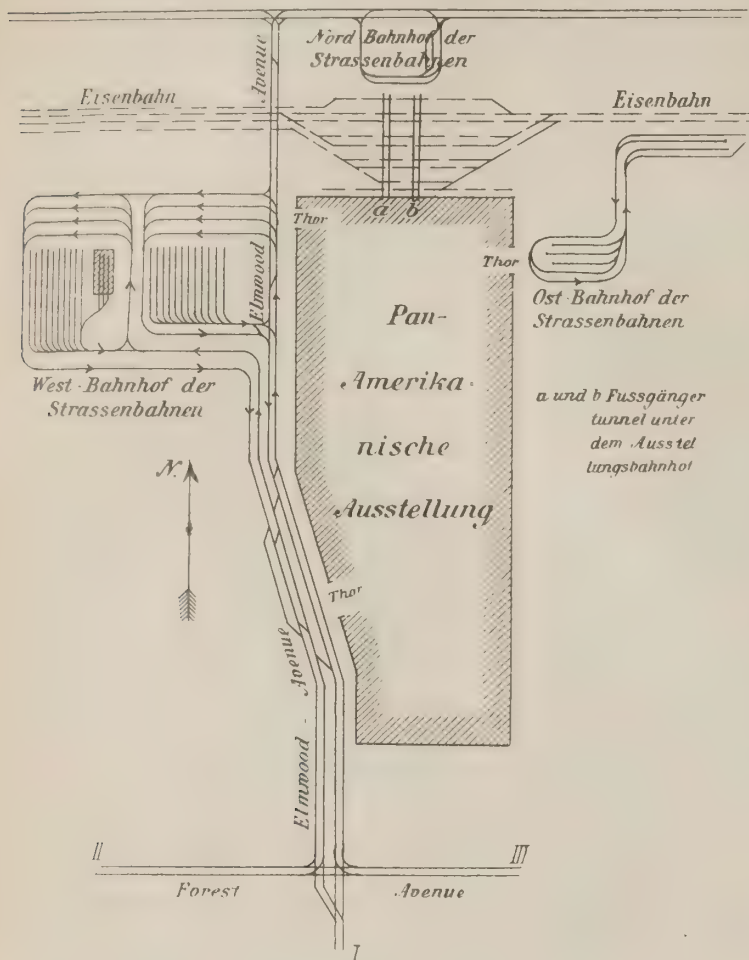 Nord Bahnhof der
Strassenbahnen
Avenue
Eisenbahn
Eisenbahn
a b
Thor
Thor
Elmwood
Ost-Bahnhof der
Strassenbahnen
Pan-
Amerika-
nische
Ausstellung
West-Bahnhof der
Strassenbahnen
a und b Fussgänger
tunnel unter
dem Ausstel
lungsbahnhof
N.
Thor
Elmwood - Avenue
II
III
Forest Avenue
I